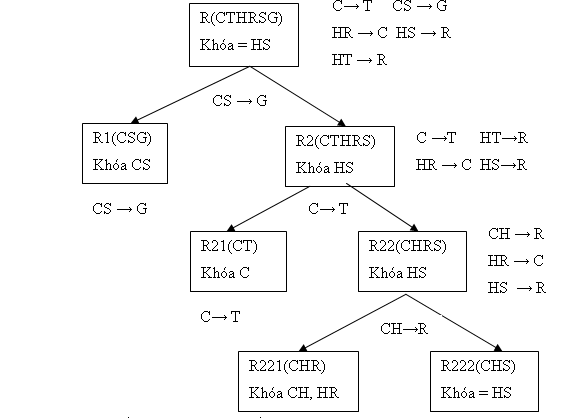 R(CTHRSG)
Khóa = HS
C→ T CS → G
HR → C HS → R
HT → R
CS → G
R1(CSG)
Khóa CS
R2(CTHRS)
Khóa HS
C →T HT→R
HR → C HS→R
CS → G
C→ T
R21(CT)
Khóa C
R22(CHRS)
Khóa HS
CH → R
HR → C
HS → R
C→ T
CH→R
R221(CHR)
Khóa CH, HR
R222(CHS)
Khóa = HS